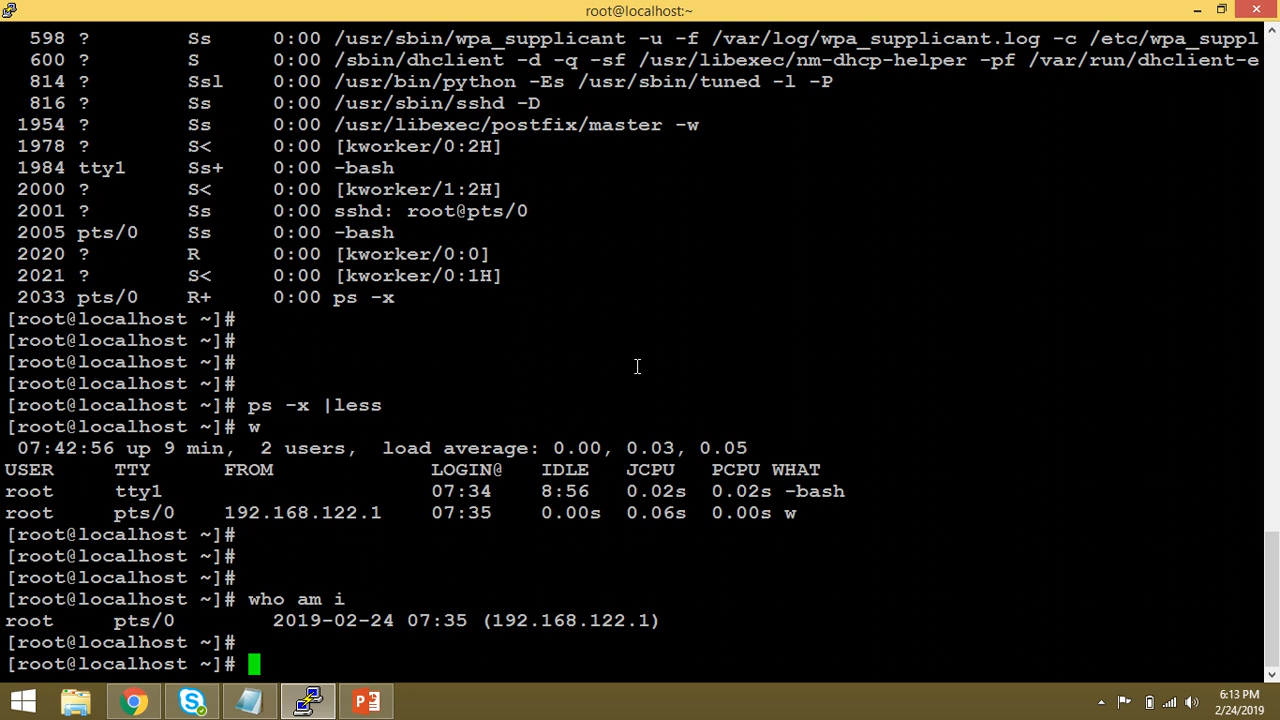 root@localhost:~
598 ? Ss 0:00 /usr/sbin/wpa_supplicant -u -f /var/log/wpa_supplicant.log -c /etc/wpa_suppl
600 ? S 0:00 /sbin/dhclient -d -q -sf /usr/libexec/nm-dhcp-helper -pf /var/run/dhclient-e
814 ? Ssl 0:00 /usr/bin/python -Es /usr/sbin/tuned -l -P
816 ? Ss 0:00 /usr/sbin/sshd -D
1954 ? Ss 0:00 /usr/libexec/postfix/master -w
1978 ? S< 0:00 [kworker/0:2H]
1984 tty1 Ss+ 0:00 -bash
2000 ? S< 0:00 [kworker/1:2H]
2001 ? Ss 0:00 sshd: root@pts/0
2005 pts/0 Ss 0:00 -bash
2020 ? R 0:00 [kworker/0:0]
2021 ? S< 0:00 [kworker/0:1H]
2033 pts/0 R+ 0:00 ps -x
[root@localhost ~]#
[root@localhost ~]#
[root@localhost ~]#
[root@localhost ~]#
[root@localhost ~]# ps -x |less
[root@localhost ~]# w
07:42:56 up 9 min, 2 users, load average: 0.00, 0.03, 0.05
USER TTY FROM LOGIN@ IDLE JCPU PCPU WHAT
root tty1 07:34 8:56 0.02s 0.02s -bash
root pts/0 192.168.122.1 07:35 0.00s 0.06s 0.00s w
[root@localhost ~]#
[root@localhost ~]#
[root@localhost ~]#
[root@localhost ~]# who am i
root pts/0 2019-02-24 07:35 (192.168.122.1)
[root@localhost ~]#
[root@localhost ~]#
6:13 PM
2/24/2019